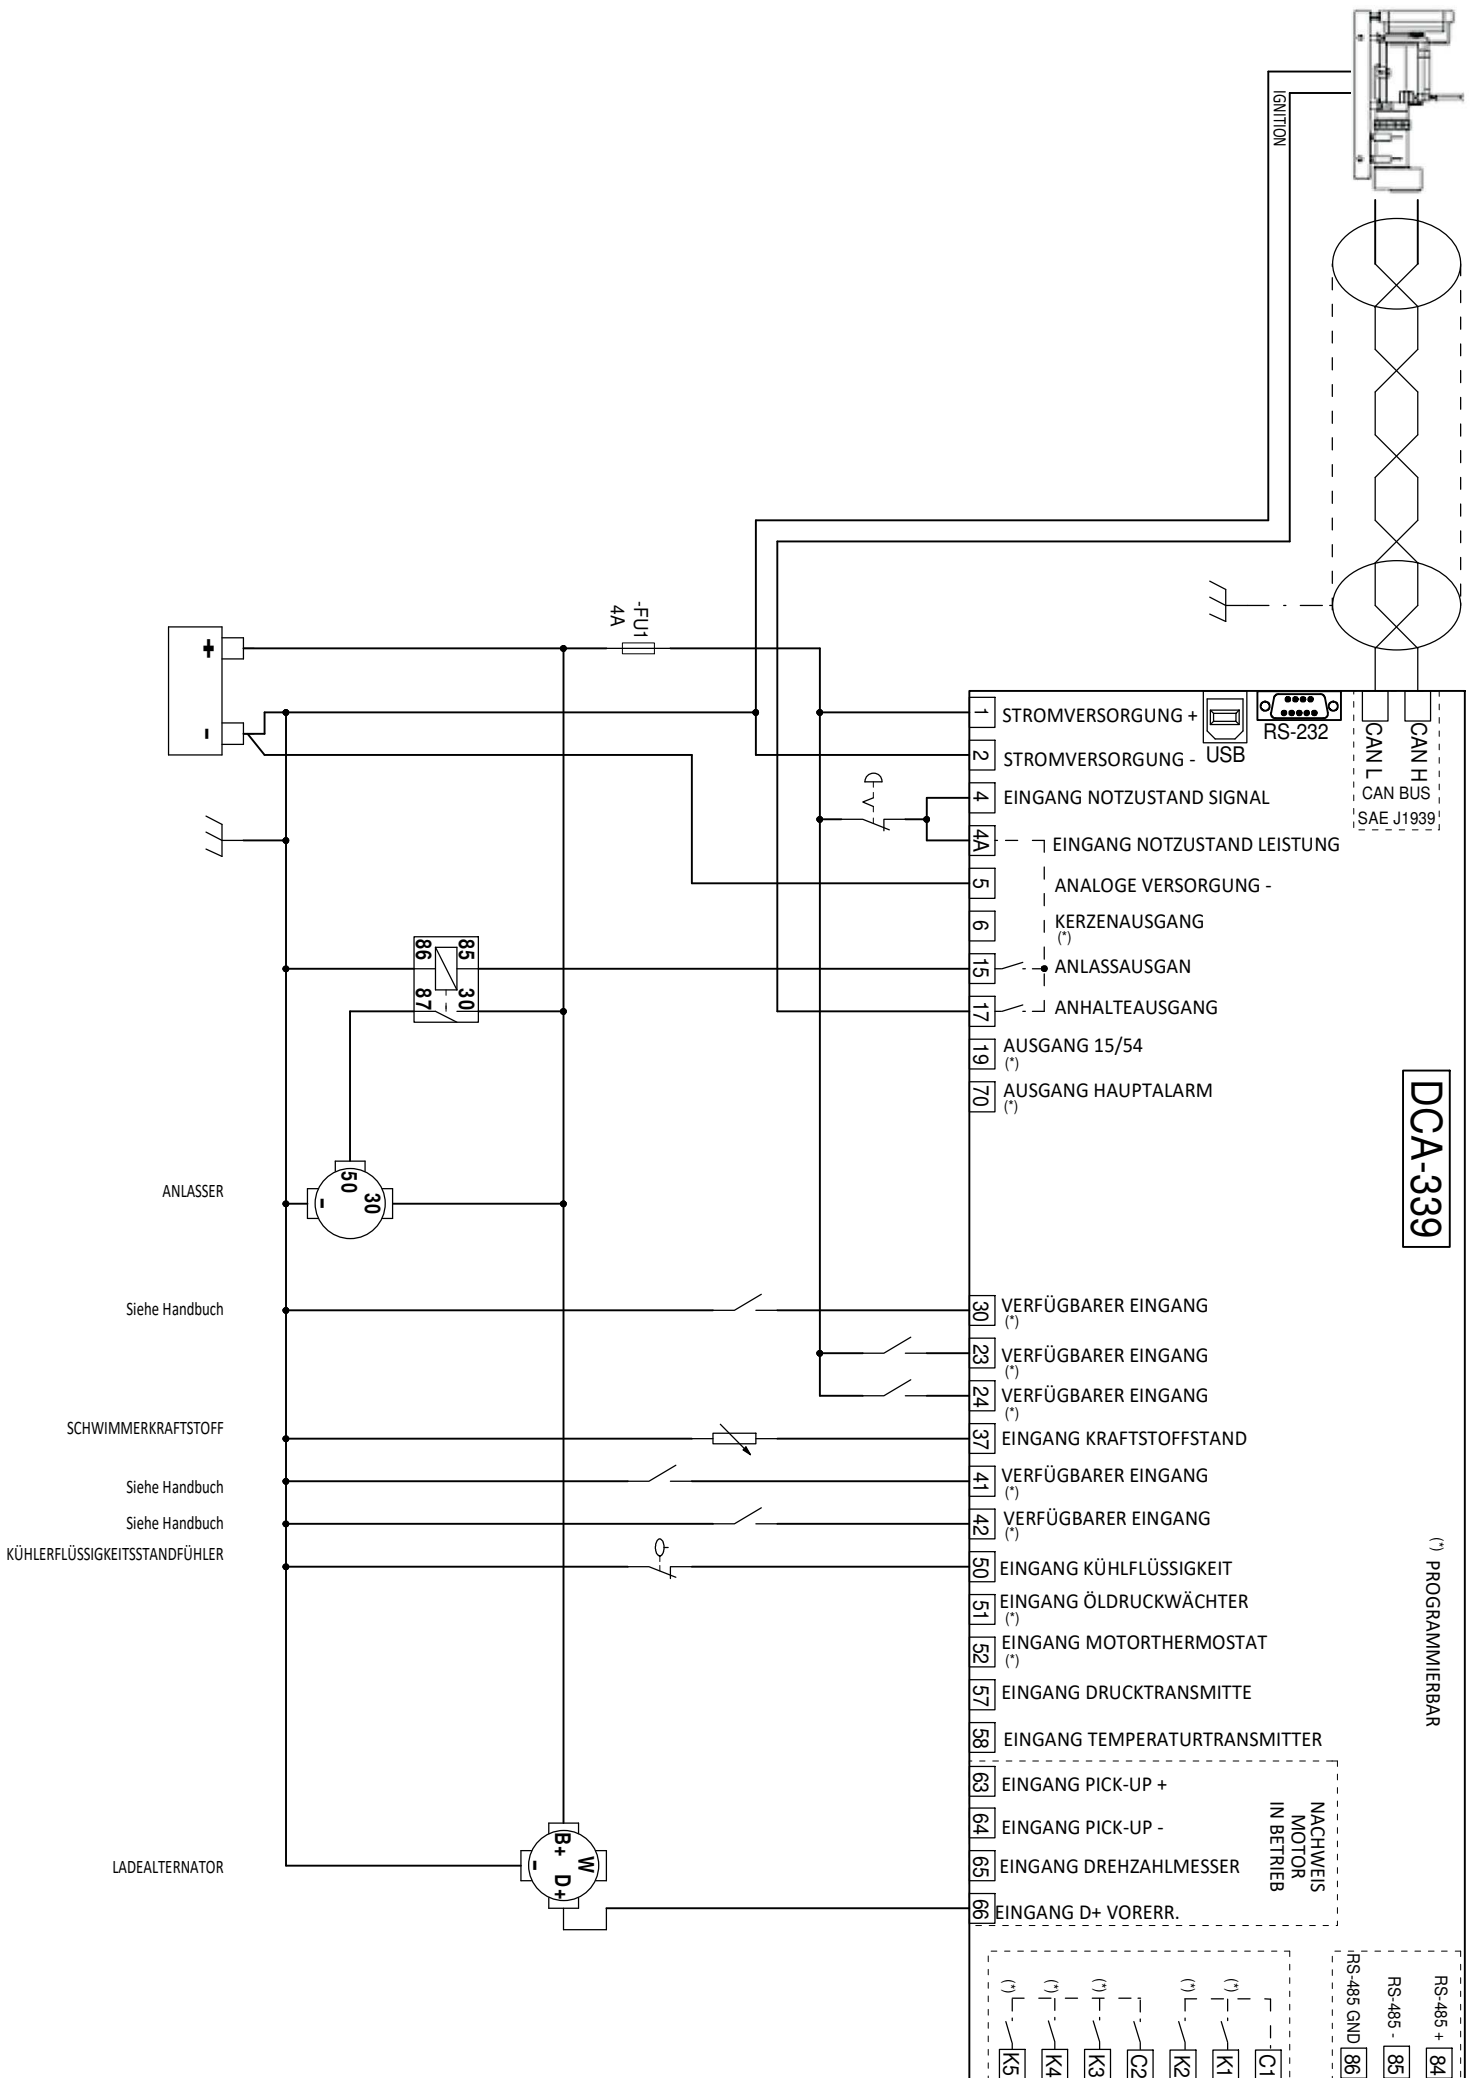 IGNITION
-FU1
4A
+
-
1 STROMVERSORGUNG +
2 STROMVERSORGUNG -
USB
RS-232
CAN L
CAN H
CAN BUS
SAE J1939
4 EINGANG NOTZUSTAND SIGNAL
4A EINGANG NOTZUSTAND LEISTUNG
5 ANALOGE VERSORGUNG -
6 KERZENAUSGANG
(*)
15 ANLASSAUSGAN
17 ANHALTEAUSGANG
19 AUSGANG 15/54
(*)
70 AUSGANG HAUPTALARM
(*)
86
85
87
30
DCA-339
ANLASSER
50
30
-
Siehe Handbuch
30 VERFÜGBARER EINGANG
(*)
23 VERFÜGBARER EINGANG
(*)
24 VERFÜGBARER EINGANG
(*)
SCHWIMMERKRAFTSTOFF
37 EINGANG KRAFTSTOFFSTAND
Siehe Handbuch
41 VERFÜGBARER EINGANG
(*)
Siehe Handbuch
42 VERFÜGBARER EINGANG
(*)
KÜHLERFLÜSSIGKEITSSTANDFÜHLER
50 EINGANG KÜHLFLÜSSIGKEIT
51 EINGANG ÖLDRUCKWÄCHTER
(*)
52 EINGANG MOTORTHERMOSTAT
(*)
57 EINGANG DRUCKTRANSMITTE
58 EINGANG TEMPERATURTRANSMITTER
(*) PROGRAMMIERBAR
63 EINGANG PICK-UP +
64 EINGANG PICK-UP -
65 EINGANG DREHZAHLMESSER
66 EINGANG D+ VORERR.
NACHWEIS
MOTOR
IN BETRIEB
LADEALTERNATOR
B+
W
-
D+
(*) K5
(*) K4
(*) K3
C2
(*) K2
(*) K1
C1
RS-485 GND 86
RS-485 - 85
RS-485 + 84